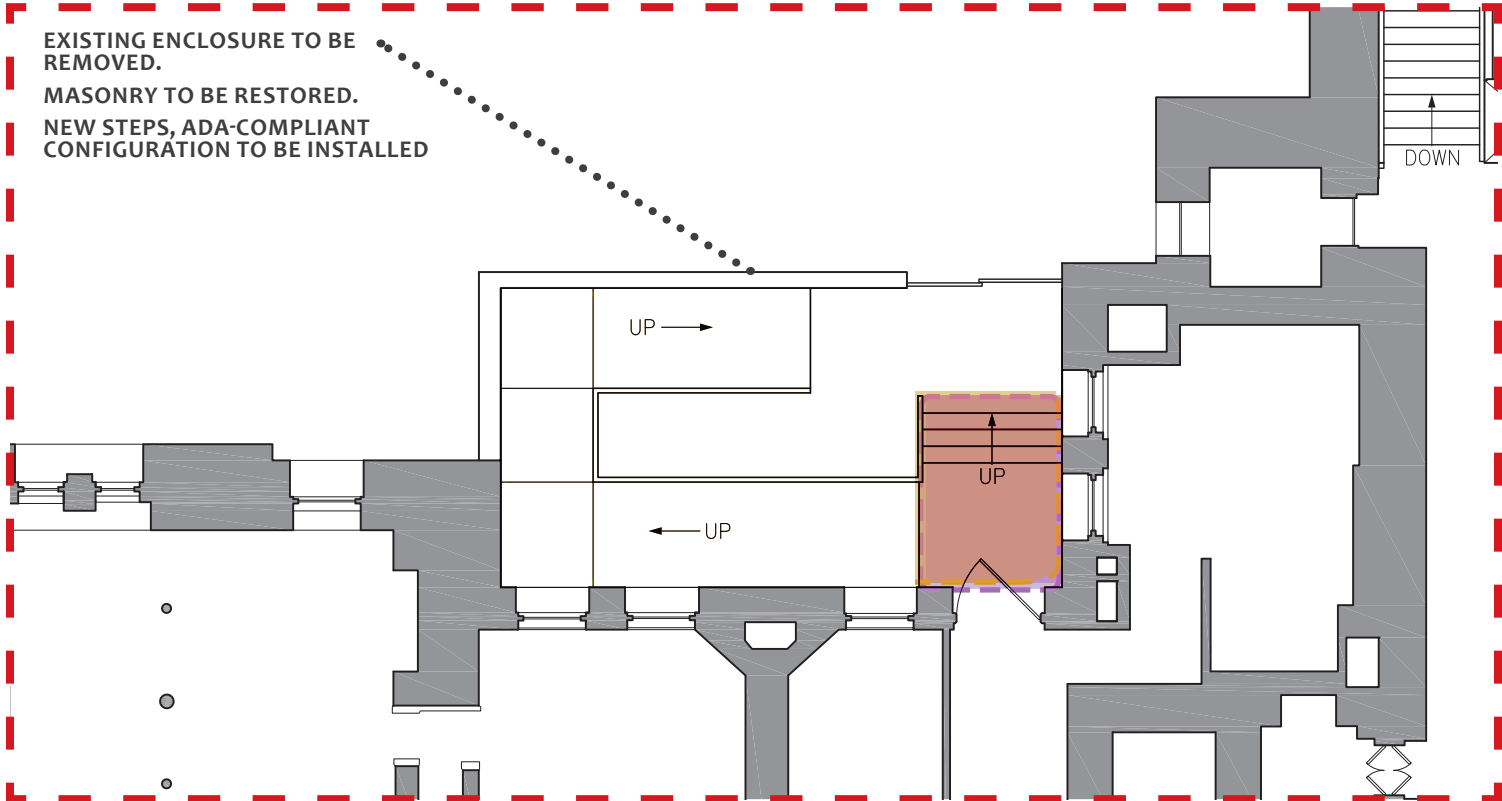 EXISTING ENCLOSURE TO BE
REMOVED.
MASONRY TO BE RESTORED.
NEW STEPS, ADA-COMPLIANT
CONFIGURATION TO BE INSTALLED
DOWN
UP
UP
UP